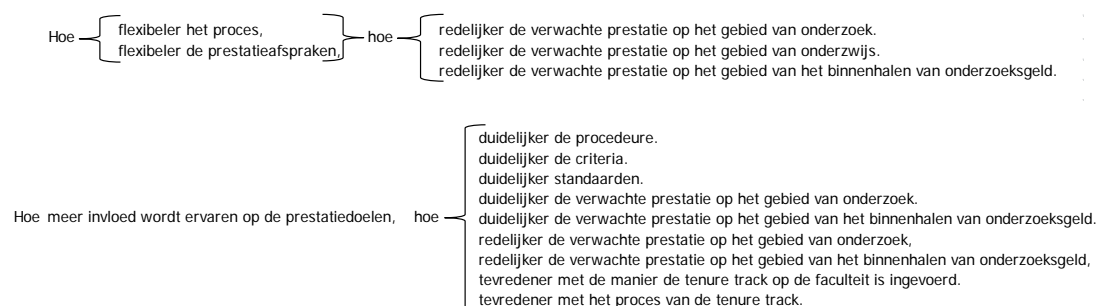 Hoe
flexibeler het proces,
flexibeler de prestatieafspraken,
hoe
redelijker de verwachte prestatie op het gebied van onderzoek.
redelijker de verwachte prestatie op het gebied van onderzwijs.
redelijker de verwachte prestatie op het gebied van het binnenhalen van onderzoeksgeld.
Hoe meer invloed wordt ervaren op de prestatiedoelen, hoe
duidelijker de procedeure.
duidelijker de criteria.
duidelijker standaarden.
duidelijker de verwachte prestatie op het gebied van onderzoek.
duidelijker de verwachte prestatie op het gebied van het binnenhalen van onderzoeksgeld.
redelijker de verwachte prestatie op het gebied van onderzoek,
redelijker de verwachte prestatie op het gebied van het binnenhalen van onderzoeksgeld,
tevredener met de manier de tenure track op de faculteit is ingevoerd.
tevredener met het proces van de tenure track.